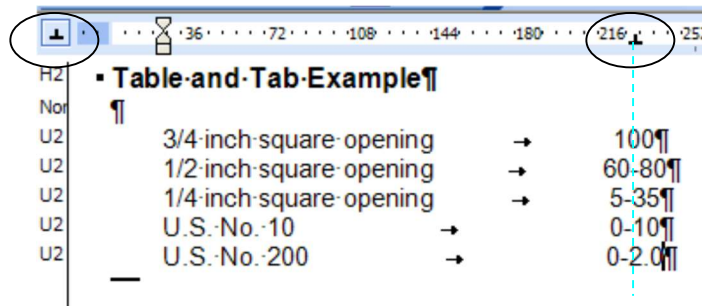 36 72 108 144 180 216 252
H2 Table and Tab Example¶
Nor ¶
U2 3/4 inch square opening → 100¶
U2 1/2 inch square opening → 60-80¶
U2 1/4 inch square opening → 5-35¶
U2 U.S. No. 10 → 0-10¶
U2 U.S. No. 200 → 0-2.0¶